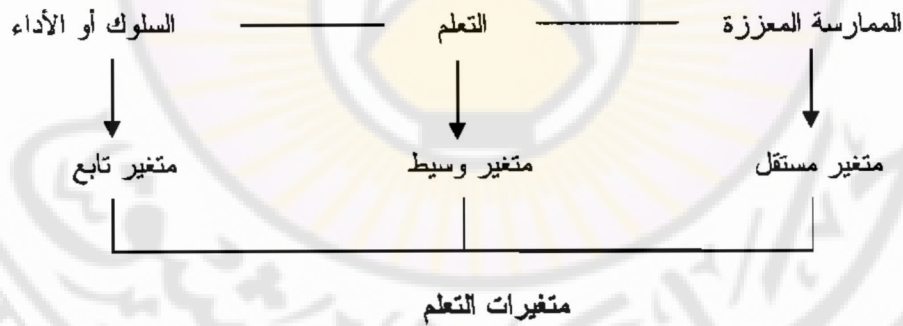 الممارسة المعززة التعلم السلوك أو الأداء
متغير مستقل متغير وسيط متغير تابع
متغيرات التعلم